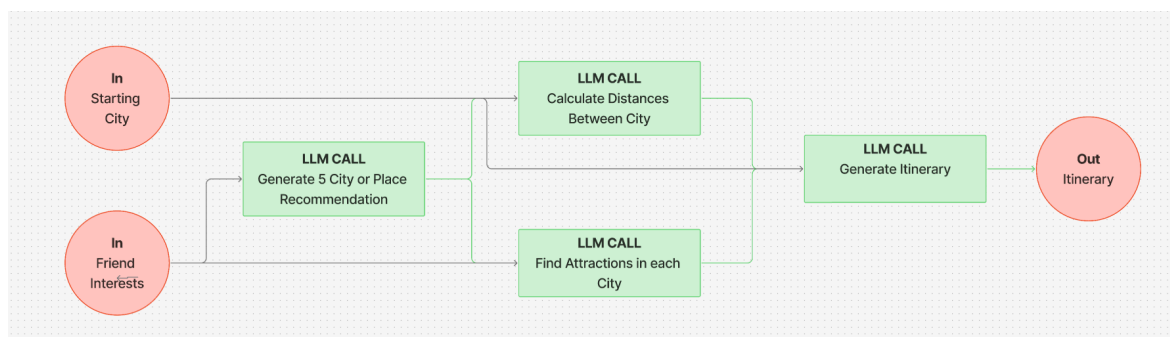 In
Starting
City
LLM CALL
Generate 5 City or Place
Recommendation
In
Friend
Interests
LLM CALL
Calculate Distances
Between City
LLM CALL
Find Attractions in each
City
LLM CALL
Generate Itinerary
Out
Itinerary